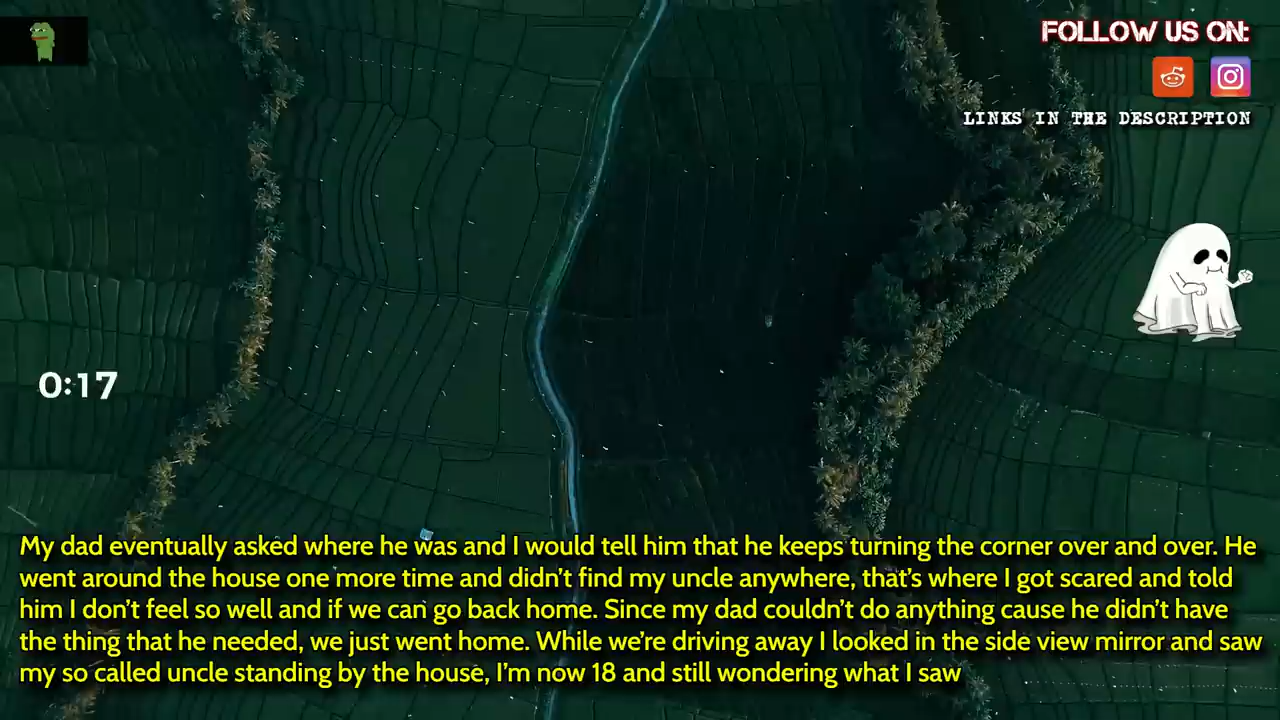 FOLLOW US ON:
LINKS IN THE DESCRIPTION
0:17
My dad eventually asked where he was and I would tell him that he keeps turning the corner over and over. He
went around the house one more time and didn't find my uncle anywhere, that's where I got scared and told
him I don't feel so well and if we can go back home. Since my dad couldn't do anything cause he didn't have
the thing that he needed, we just went home. While we're driving away I looked in the side view mirror and saw
my so called uncle standing by the house, I'm now 18 and still wondering what I saw